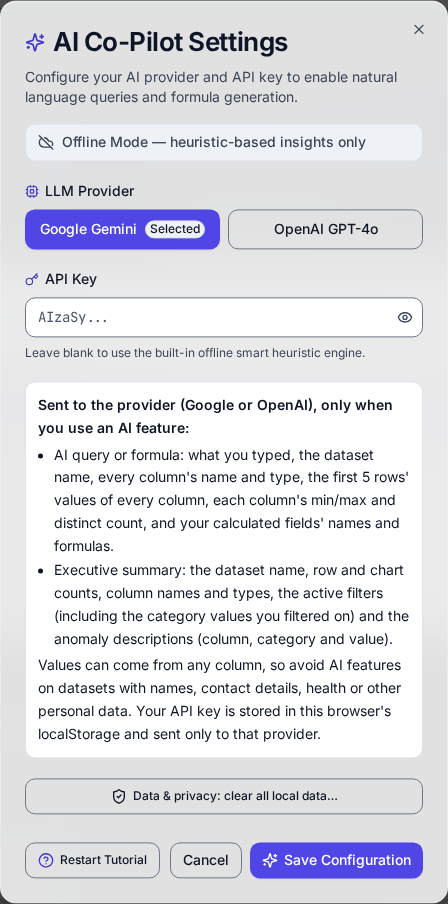 AI Co-Pilot Settings
Configure your AI provider and API key to enable natural
language queries and formula generation.
Offline Mode — heuristic-based insights only
LLM Provider
Google Gemini Selected
OpenAI GPT-4o
API Key
AIzaSy...
Leave blank to use the built-in offline smart heuristic engine.
Sent to the provider (Google or OpenAI), only when
you use an AI feature:
• AI query or formula: what you typed, the dataset
name, every column's name and type, the first 5 rows'
values of every column, each column's min/max and
distinct count, and your calculated fields' names and
formulas.
• Executive summary: the dataset name, row and chart
counts, column names and types, the active filters
(including the category values you filtered on) and the
anomaly descriptions (column, category and value).
Values can come from any column, so avoid AI features
on datasets with names, contact details, health or other
personal data. Your API key is stored in this browser's
localStorage and sent only to that provider.
Data & privacy: clear all local data...
Restart Tutorial
Cancel
Save Configuration